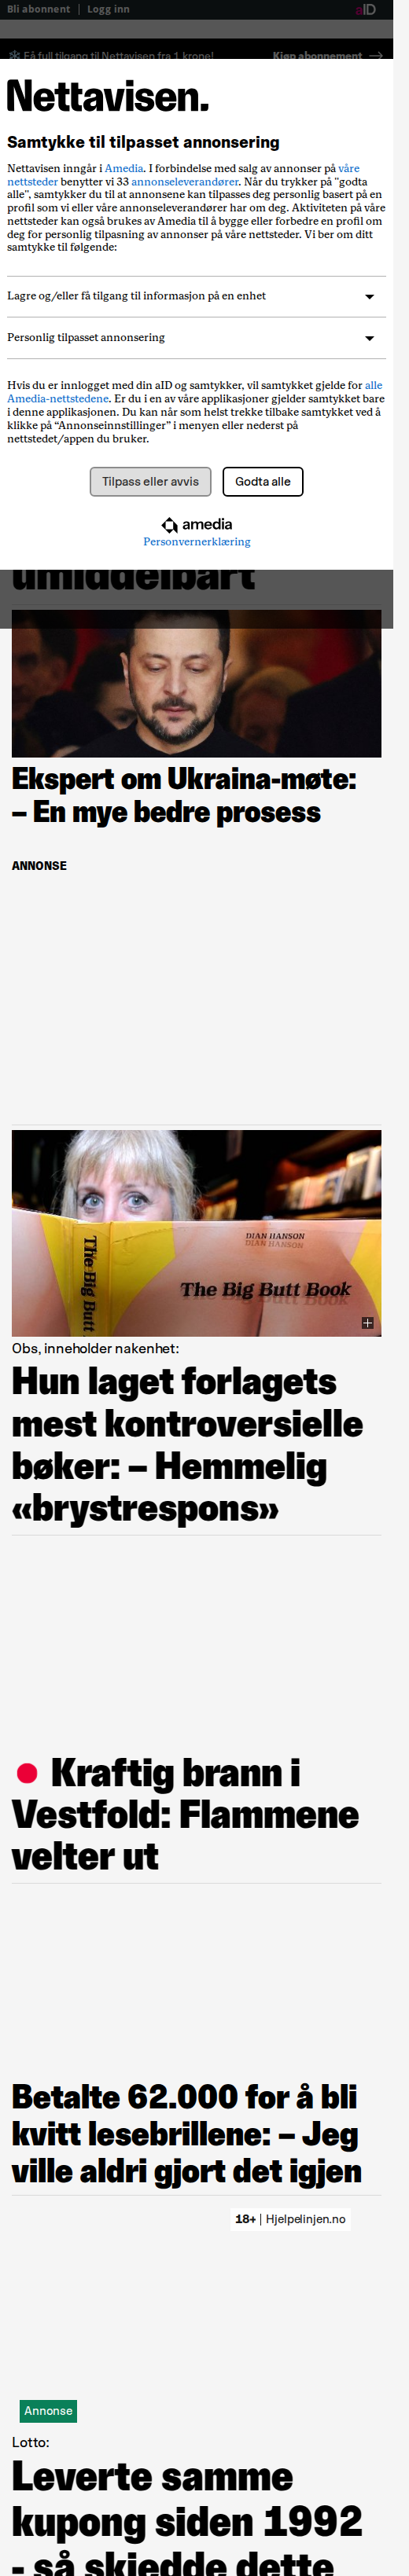 Bli abonnent | Logg inn
aID
Få full tilgang til Nettavisen fra 1 krone!
Kjøp abonnement
Nettavisen.
Samtykke til tilpasset annonsering
Nettavisen inngår i Amedia. I forbindelse med salg av annonser på våre
nettsteder benytter vi 33 annonseleverandører. Når du trykker på "godta
alle", samtykker du til at annonsene kan tilpasses deg personlig basert på en
profil som vi eller våre annonseleverandører har om deg. Aktiviteten på våre
nettsteder kan også brukes av Amedia til å bygge eller forbedre en profil om
deg for personlig tilpasning av annonser på våre nettsteder. Vi ber om ditt
samtykke til følgende:
Lagre og/eller få tilgang til informasjon på en enhet
Personlig tilpasset annonsering
Hvis du er innlogget med din aID og samtykker, vil samtykket gjelde for alle
Amedia-nettstedene. Er du i en av våre applikasjoner gjelder samtykket bare
i denne applikasjonen. Du kan når som helst trekke tilbake samtykket ved å
klikke på “Annonseinnstillinger” i menyen eller nederst på
nettstedet/appen du bruker.
Tilpass eller avvis
Godta alle
amedia
Personvernerklæring
umiddelbart
Ekspert om Ukraina-møte:
– En mye bedre prosess
ANNONSE
The Big Butt
DIAN HANSON
The Big Butt Book
Obs, inneholder nakenhet:
Hun laget forlagets
mest kontroversielle
bøker: – Hemmelig
«brystrespons»
Kraftig brann i
Vestfold: Flammene
velter ut
Betalte 62.000 for å bli
kvitt lesebrillene: – Jeg
ville aldri gjort det igjen
18+ | Hjelpelinjen.no
Annonse
Lotto:
Leverte samme
kupong siden 1992
- så skjedde dette